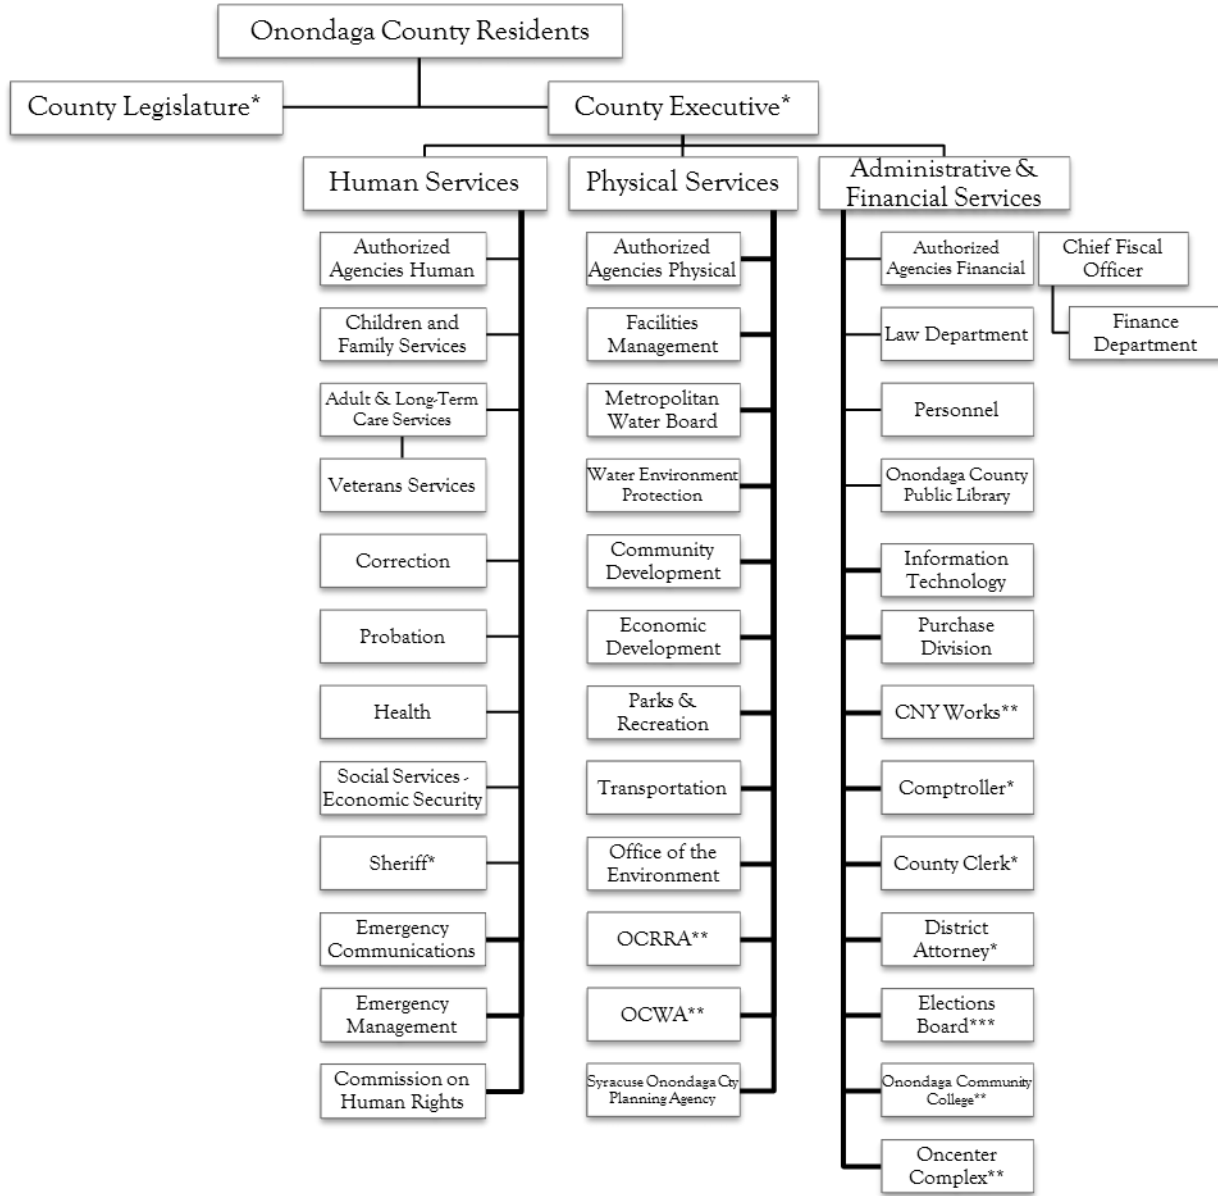 Onondaga County Residents
County Legislature*
County Executive*
Human Services
Physical Services
Administrative &
Financial Services
Authorized
Agencies Human
Children and
Family Services
Adult & Long-Term
Care Services
Veterans Services
Correction
Probation
Health
Social Services -
Economic Security
Sheriff*
Emergency
Communications
Emergency
Management
Commission on
Human Rights
Authorized
Agencies Physical
Facilities
Management
Metropolitan
Water Board
Water Environment
Protection
Community
Development
Economic
Development
Parks &
Recreation
Transportation
Office of the
Environment
OCRRA**
OCWA**
Syracuse Onondaga Cty
Planning Agency
Authorized
Agencies Financial
Chief Fiscal
Officer
Finance
Department
Law Department
Personnel
Onondaga County
Public Library
Information
Technology
Purchase
Division
CNY Works**
Comptroller*
County Clerk*
District
Attorney*
Elections
Board***
Onondaga Community
College**
Oncenter
Complex**